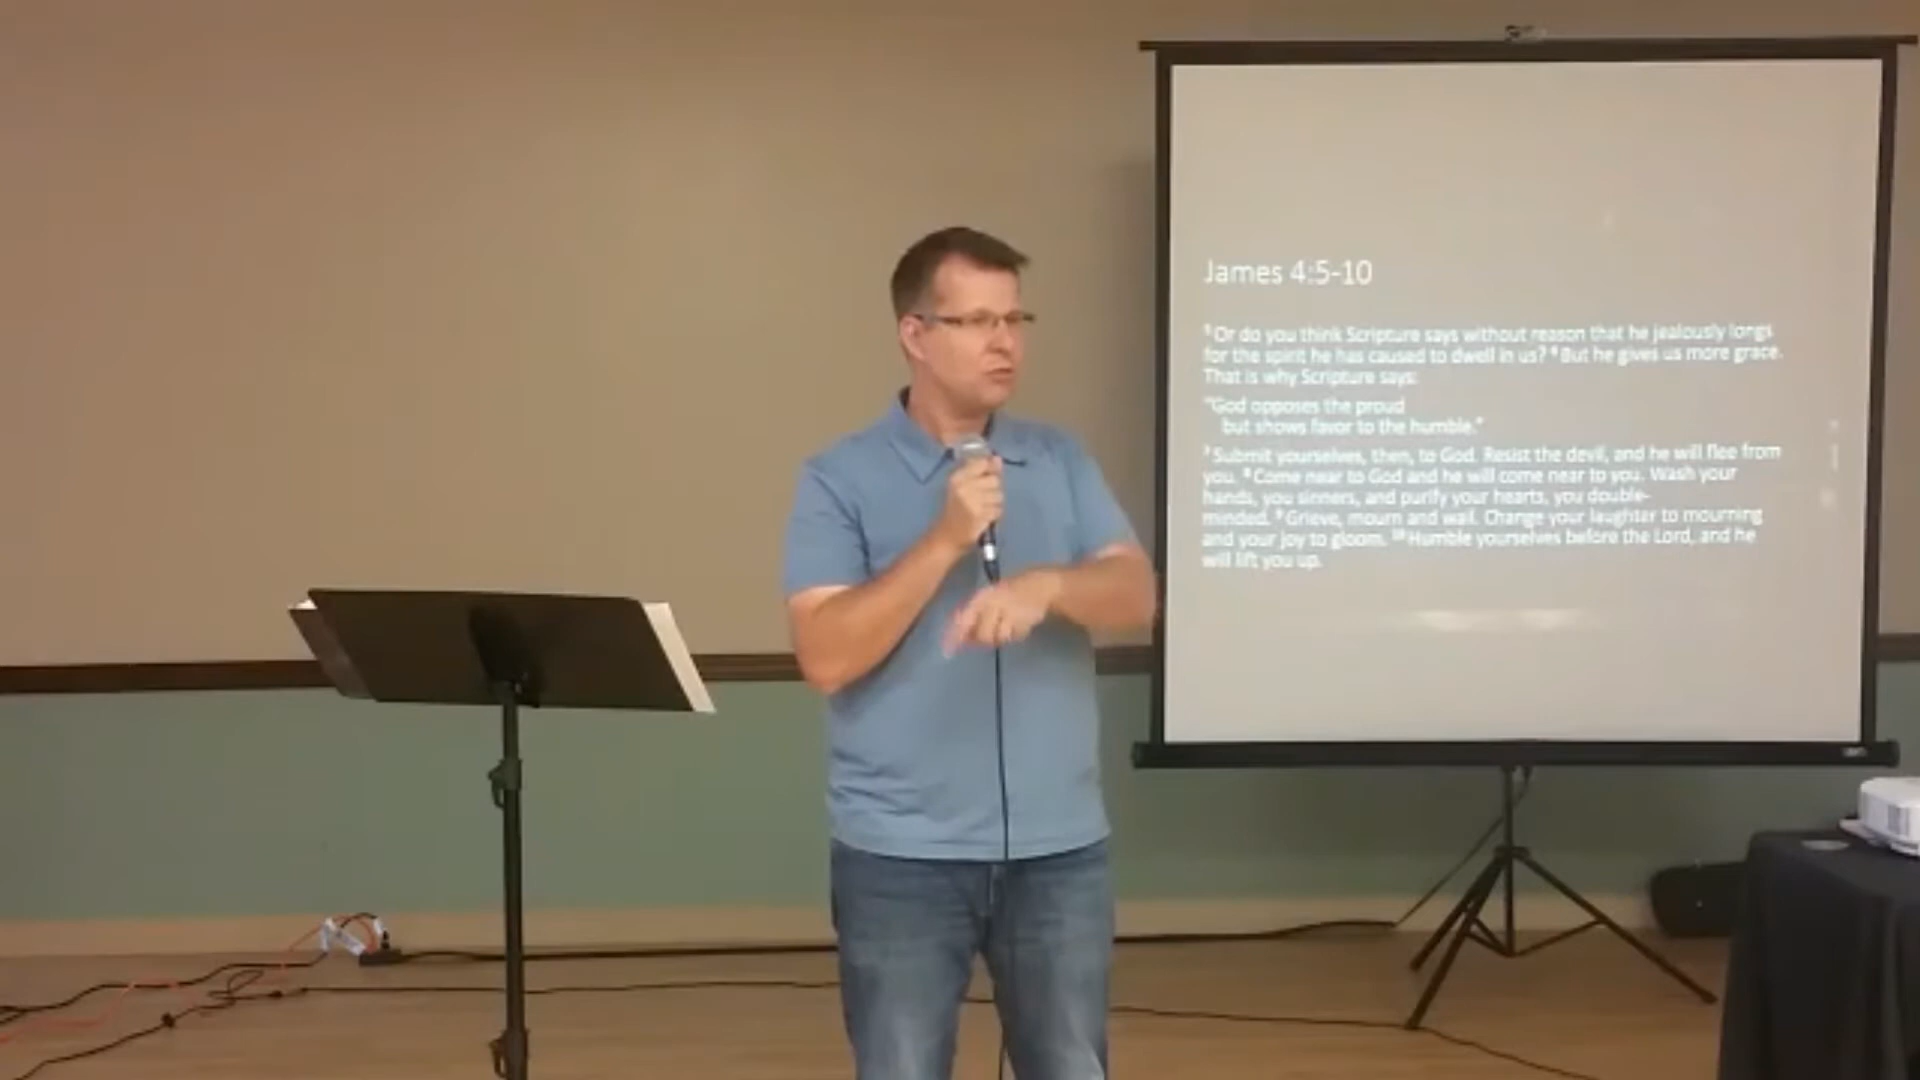 James 4:5-10
⁵ Or do you think Scripture says without reason that he jealously longs
for the spirit he has caused to dwell in us? ⁶ But he gives us more grace.
That is why Scripture says:
"God opposes the proud
but shows favor to the humble."
⁷ Submit yourselves, then, to God. Resist the devil, and he will flee from
you. ⁸ Come near to God and he will come near to you. Wash your
hands, you sinners, and purify your hearts, you double-
minded. ⁹ Grieve, mourn and wail. Change your laughter to mourning
and your joy to gloom. ¹⁰ Humble yourselves before the Lord, and he
will lift you up.